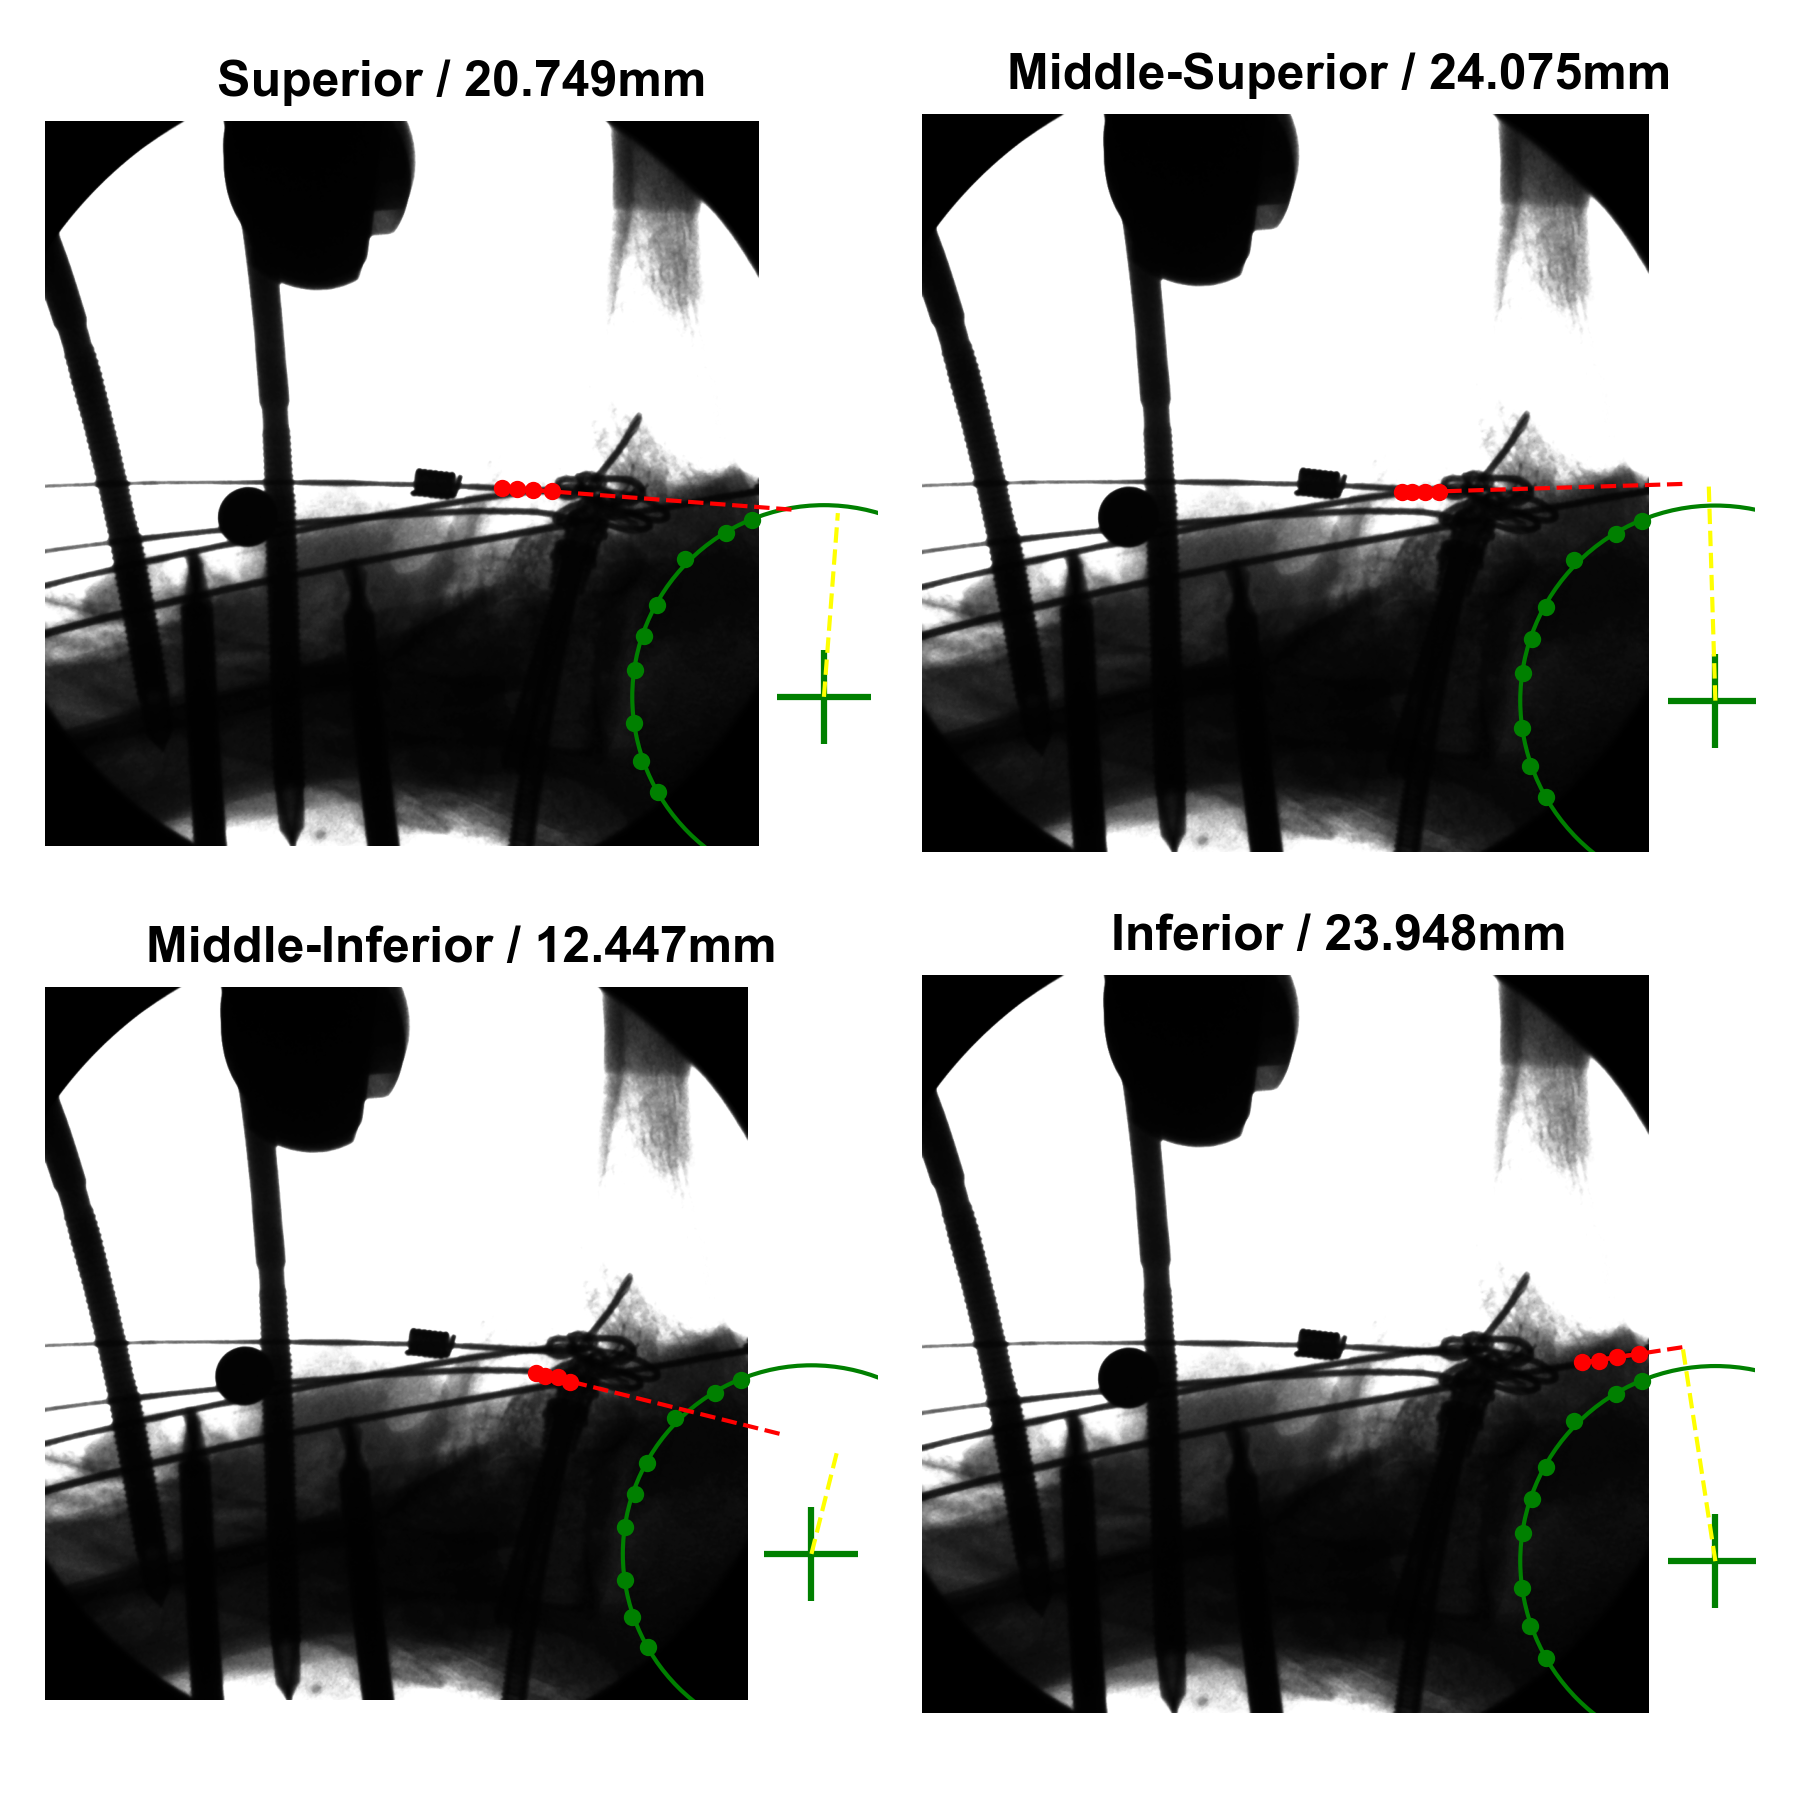 Superior / 20.749mm
Middle-Superior / 24.075mm
Middle-Inferior / 12.447mm
Inferior / 23.948mm